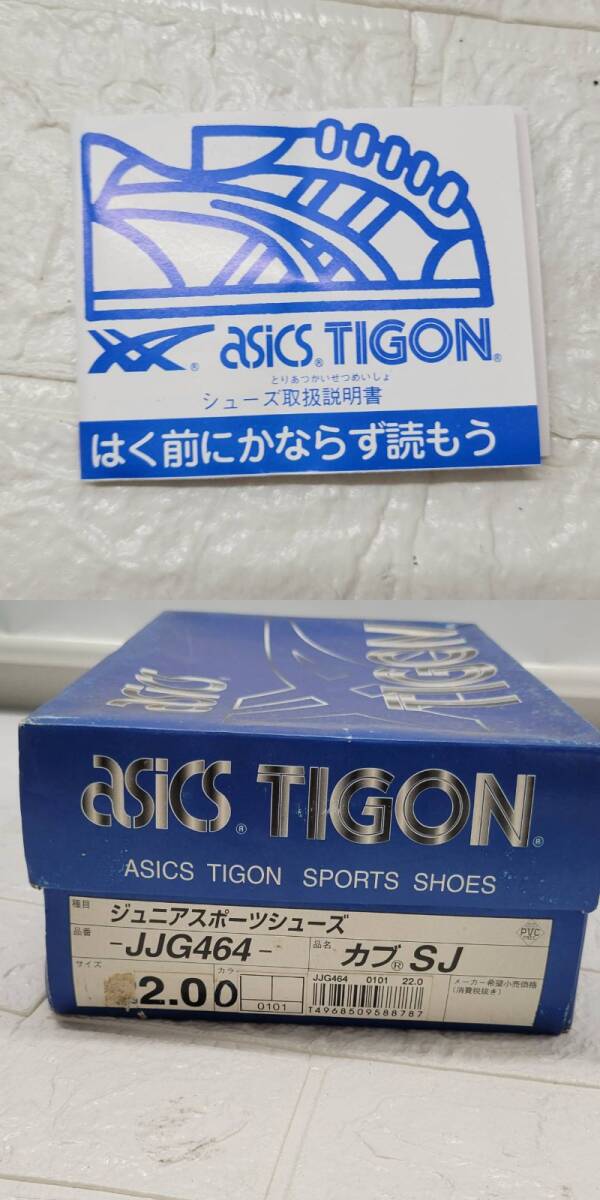 asics® TIGON®
とりあつかいせつめいしょ
シューズ取扱説明書
はく前にかならず読もう
asics TIGON
asics® TIGON®
ASICS TIGON SPORTS SHOES
種目 ジュニアスポーツシューズ
PVC
品番 -JJG464- 品名 カブ® SJ
サイズ 2.0 カラー 0101
JJG464 0101 22.0
T4968509588787
メーカー希望小売価格
(消費税抜き)